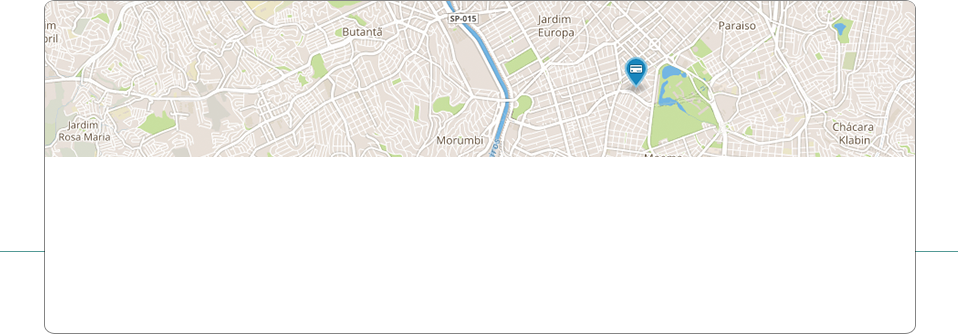 SP-015
Jardim
Europa
Paraiso
Butantã
Jardim
Rosa Maria
Morumbi
Chácara
Klabin